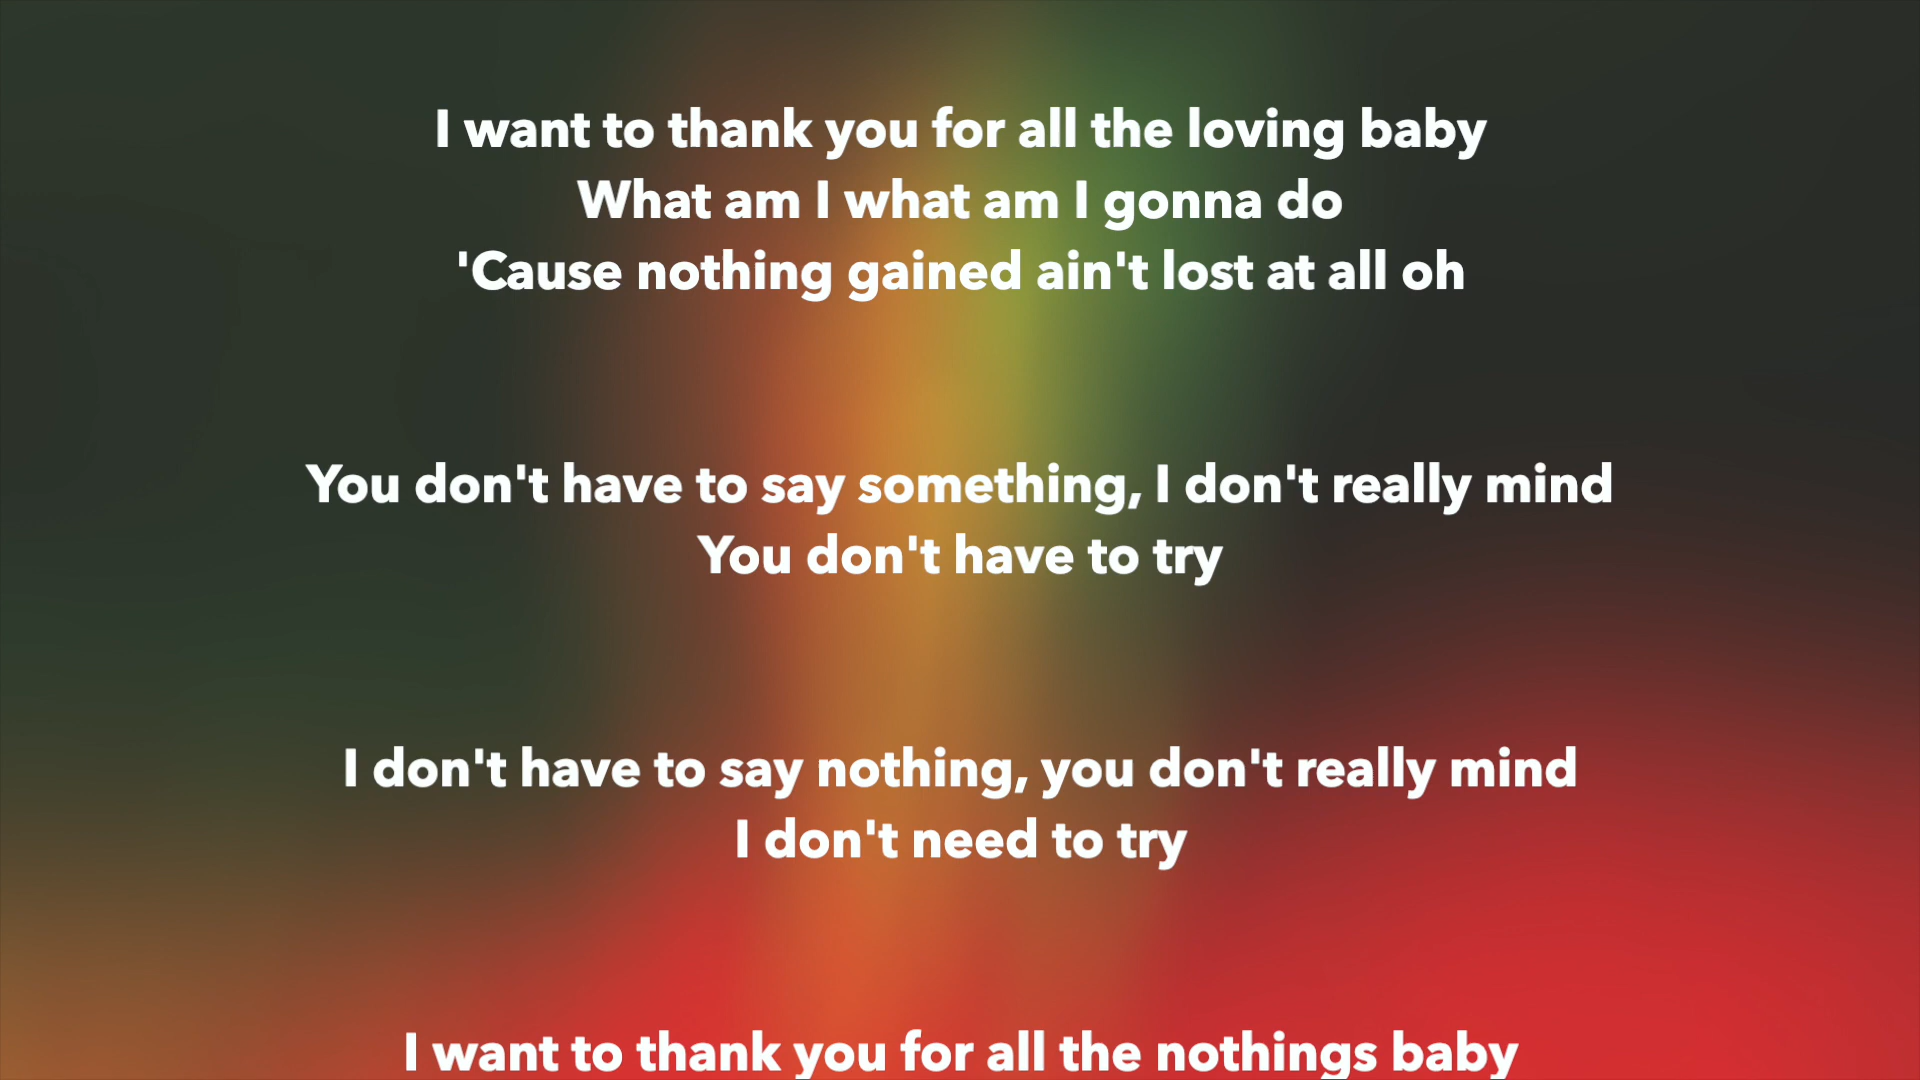 I want to thank you for all the loving baby
What am I what am I gonna do
'Cause nothing gained ain't lost at all oh
You don't have to say something, I don't really mind
You don't have to try
I don't have to say nothing, you don't really mind
I don't need to try
I want to thank you for all the nothings baby